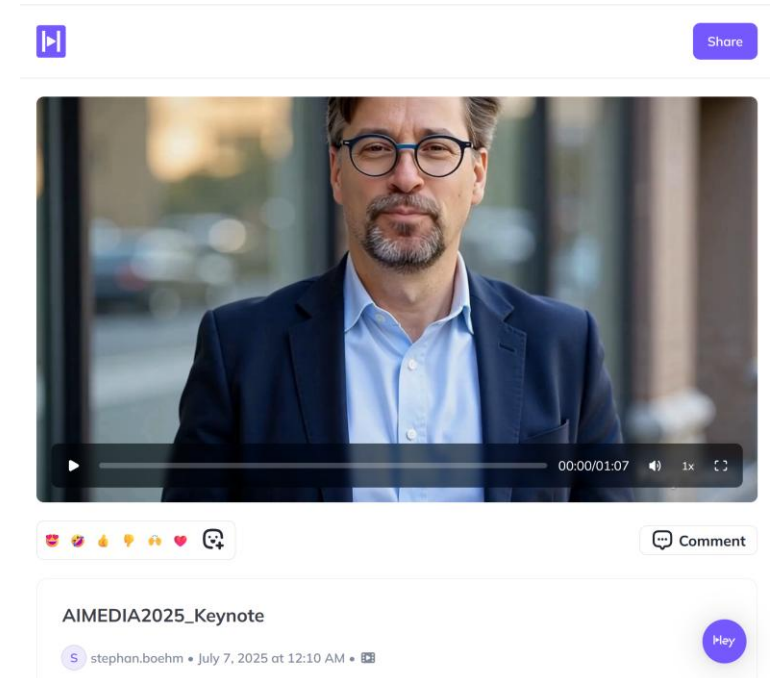 Share
00:00/01:07 1x
Comment
AIMEDIA2025_Keynote
S stephan.boehm • July 7, 2025 at 12:10 AM •
Hey